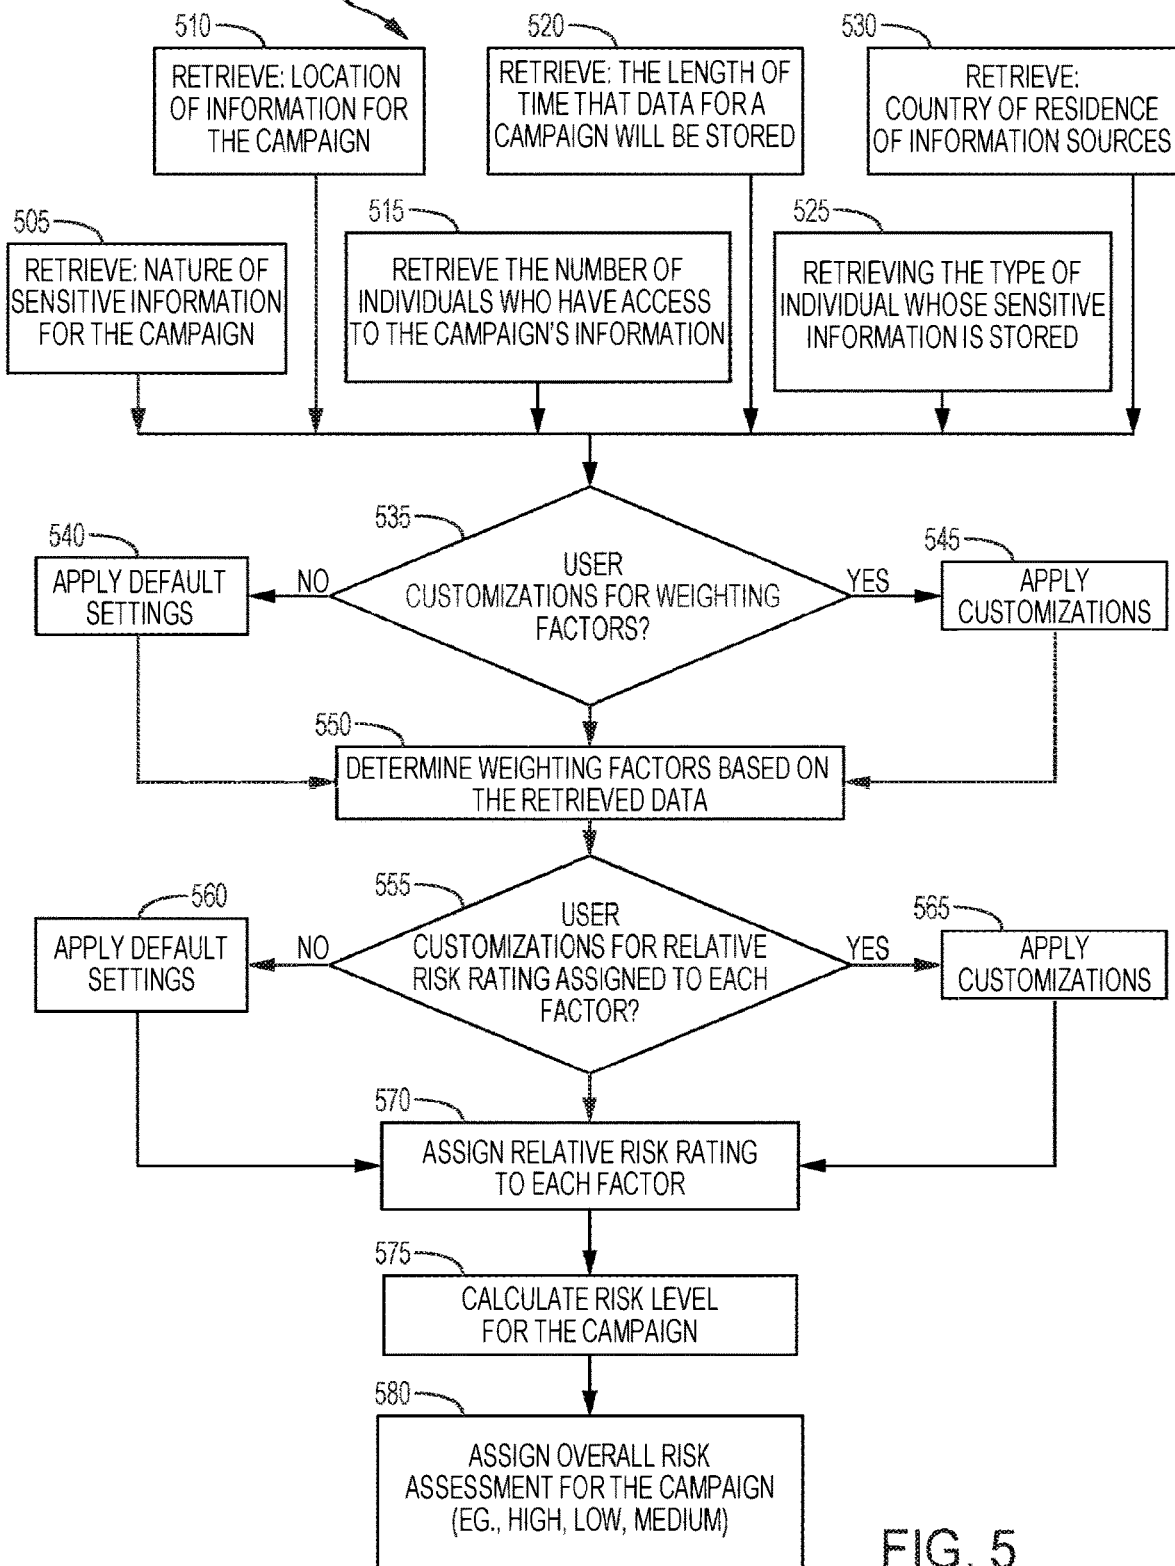 510
RETRIEVE: LOCATION
OF INFORMATION FOR
THE CAMPAIGN
520
RETRIEVE: THE LENGTH OF
TIME THAT DATA FOR A
CAMPAIGN WILL BE STORED
530
RETRIEVE:
COUNTRY OF RESIDENCE
OF INFORMATION SOURCES
505
RETRIEVE: NATURE OF
SENSITIVE INFORMATION
FOR THE CAMPAIGN
515
RETRIEVE THE NUMBER OF
INDIVIDUALS WHO HAVE ACCESS
TO THE CAMPAIGN'S INFORMATION
525
RETRIEVING THE TYPE OF
INDIVIDUAL WHOSE SENSITIVE
INFORMATION IS STORED
535
USER
CUSTOMIZATIONS FOR WEIGHTING
FACTORS?
NO
540
APPLY DEFAULT
SETTINGS
YES
545
APPLY
CUSTOMIZATIONS
550
DETERMINE WEIGHTING FACTORS BASED ON
THE RETRIEVED DATA
555
USER
CUSTOMIZATIONS FOR RELATIVE
RISK RATING ASSIGNED TO EACH
FACTOR?
NO
560
APPLY DEFAULT
SETTINGS
YES
565
APPLY
CUSTOMIZATIONS
570
ASSIGN RELATIVE RISK RATING
TO EACH FACTOR
575
CALCULATE RISK LEVEL
FOR THE CAMPAIGN
580
ASSIGN OVERALL RISK
ASSESSMENT FOR THE CAMPAIGN
(EG., HIGH, LOW, MEDIUM)
FIG. 5